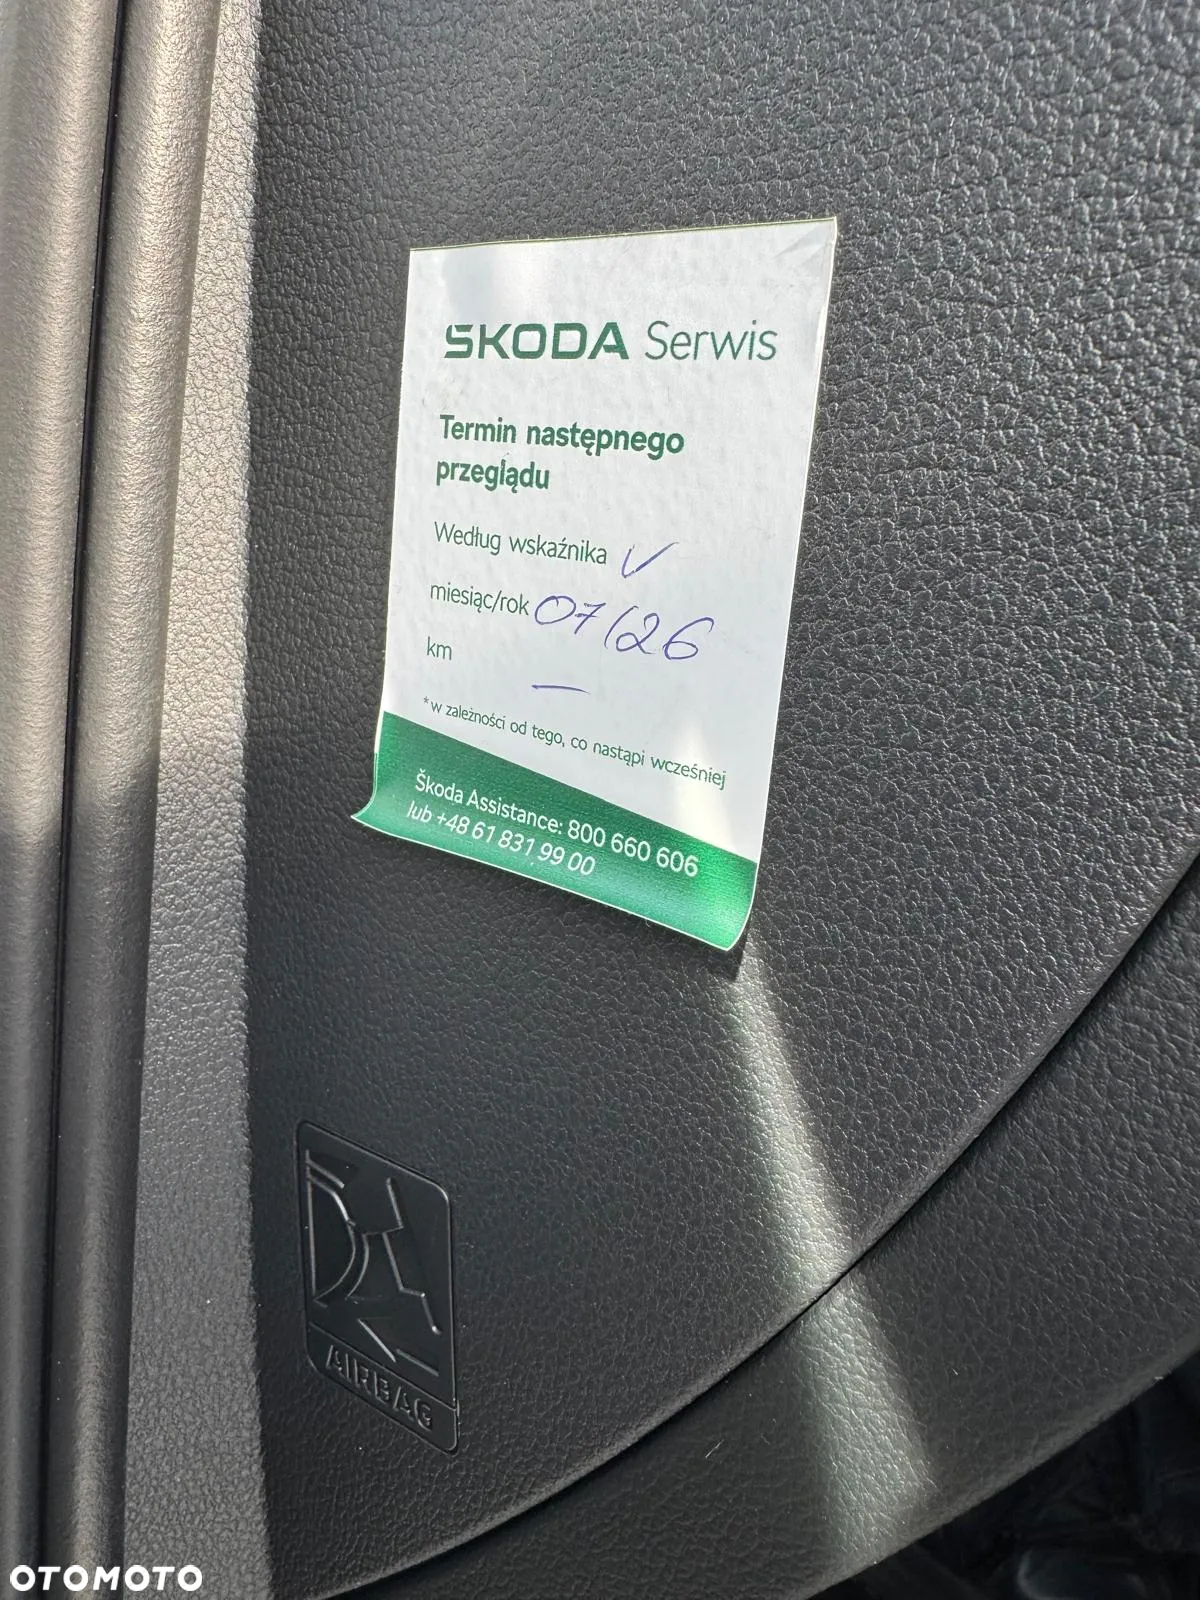 ŠKODA Serwis
Termin następnego
przeglądu
Według wskaźnika V
miesiąc/rok 07/26
km —
*w zależności od tego, co nastąpi wcześniej
Škoda Assistance: 800 660 606
lub +48 61 831 99 00
AIRBAG
OTOMOTO